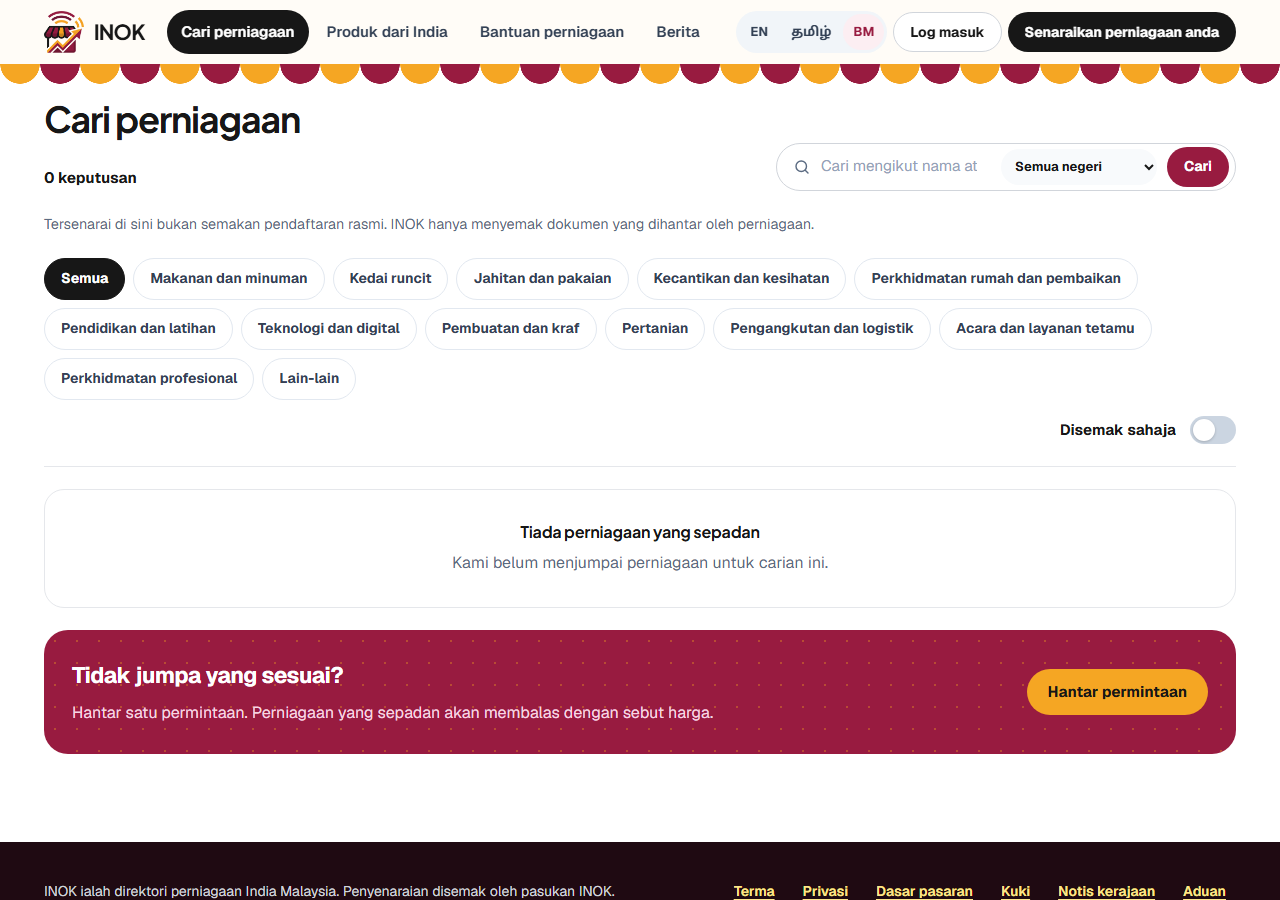 INOK
Cari perniagaan
Produk dari India
Bantuan perniagaan
Berita
EN
தமிழ்
BM
Log masuk
Senaraikan perniagaan anda
Cari perniagaan
0 keputusan
Cari mengikut nama at
Semua negeri
Cari
Tersenarai di sini bukan semakan pendaftaran rasmi. INOK hanya menyemak dokumen yang dihantar oleh perniagaan.
Semua
Makanan dan minuman
Kedai runcit
Jahitan dan pakaian
Kecantikan dan kesihatan
Perkhidmatan rumah dan pembaikan
Pendidikan dan latihan
Teknologi dan digital
Pembuatan dan kraf
Pertanian
Pengangkutan dan logistik
Acara dan layanan tetamu
Perkhidmatan profesional
Lain-lain
Disemak sahaja
Tiada perniagaan yang sepadan
Kami belum menjumpai perniagaan untuk carian ini.
Tidak jumpa yang sesuai?
Hantar satu permintaan. Perniagaan yang sepadan akan membalas dengan sebut harga.
Hantar permintaan
INOK ialah direktori perniagaan India Malaysia. Penyenaraian disemak oleh pasukan INOK.
Terma
Privasi
Dasar pasaran
Kuki
Notis kerajaan
Aduan